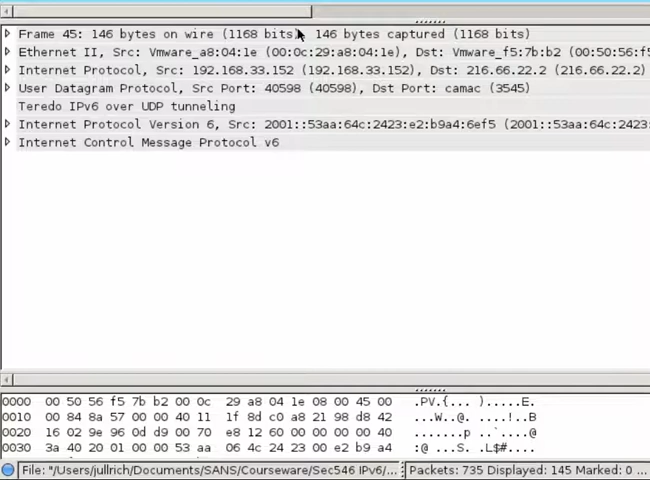 Frame 45: 146 bytes on wire (1168 bits), 146 bytes captured (1168 bits)
Ethernet II, Src: Vmware_a8:04:1e (00:0c:29:a8:04:1e), Dst: Vmware_f5:7b:b2 (00:50:56:f5
Internet Protocol, Src: 192.168.33.152 (192.168.33.152), Dst: 216.66.22.2 (216.66.22.2)
User Datagram Protocol, Src Port: 40598 (40598), Dst Port: camac (3545)
Teredo IPv6 over UDP tunneling
Internet Protocol Version 6, Src: 2001::53aa:64c:2423:e2:b9a4:6ef5 (2001::53aa:64c:2423:
Internet Control Message Protocol v6
0000 00 50 56 f5 7b b2 00 0c 29 a8 04 1e 08 00 45 00 .PV.{... ).....E.
0010 00 84 8a 57 00 00 40 11 1f 8d c0 a8 21 98 d8 42 ...W..@. ....!..B
0020 16 02 9e 96 0d d9 00 70 e8 12 60 00 00 00 00 40 .......p ..`....@
0030 3a 40 20 01 00 00 53 aa 06 4c 24 23 00 e2 b9 a4 :@ ...S. .L$#....
File: "/Users/jullrich/Documents/SANS/Courseware/Sec546 IPv6/... Packets: 735 Displayed: 145 Marked: 0 ...